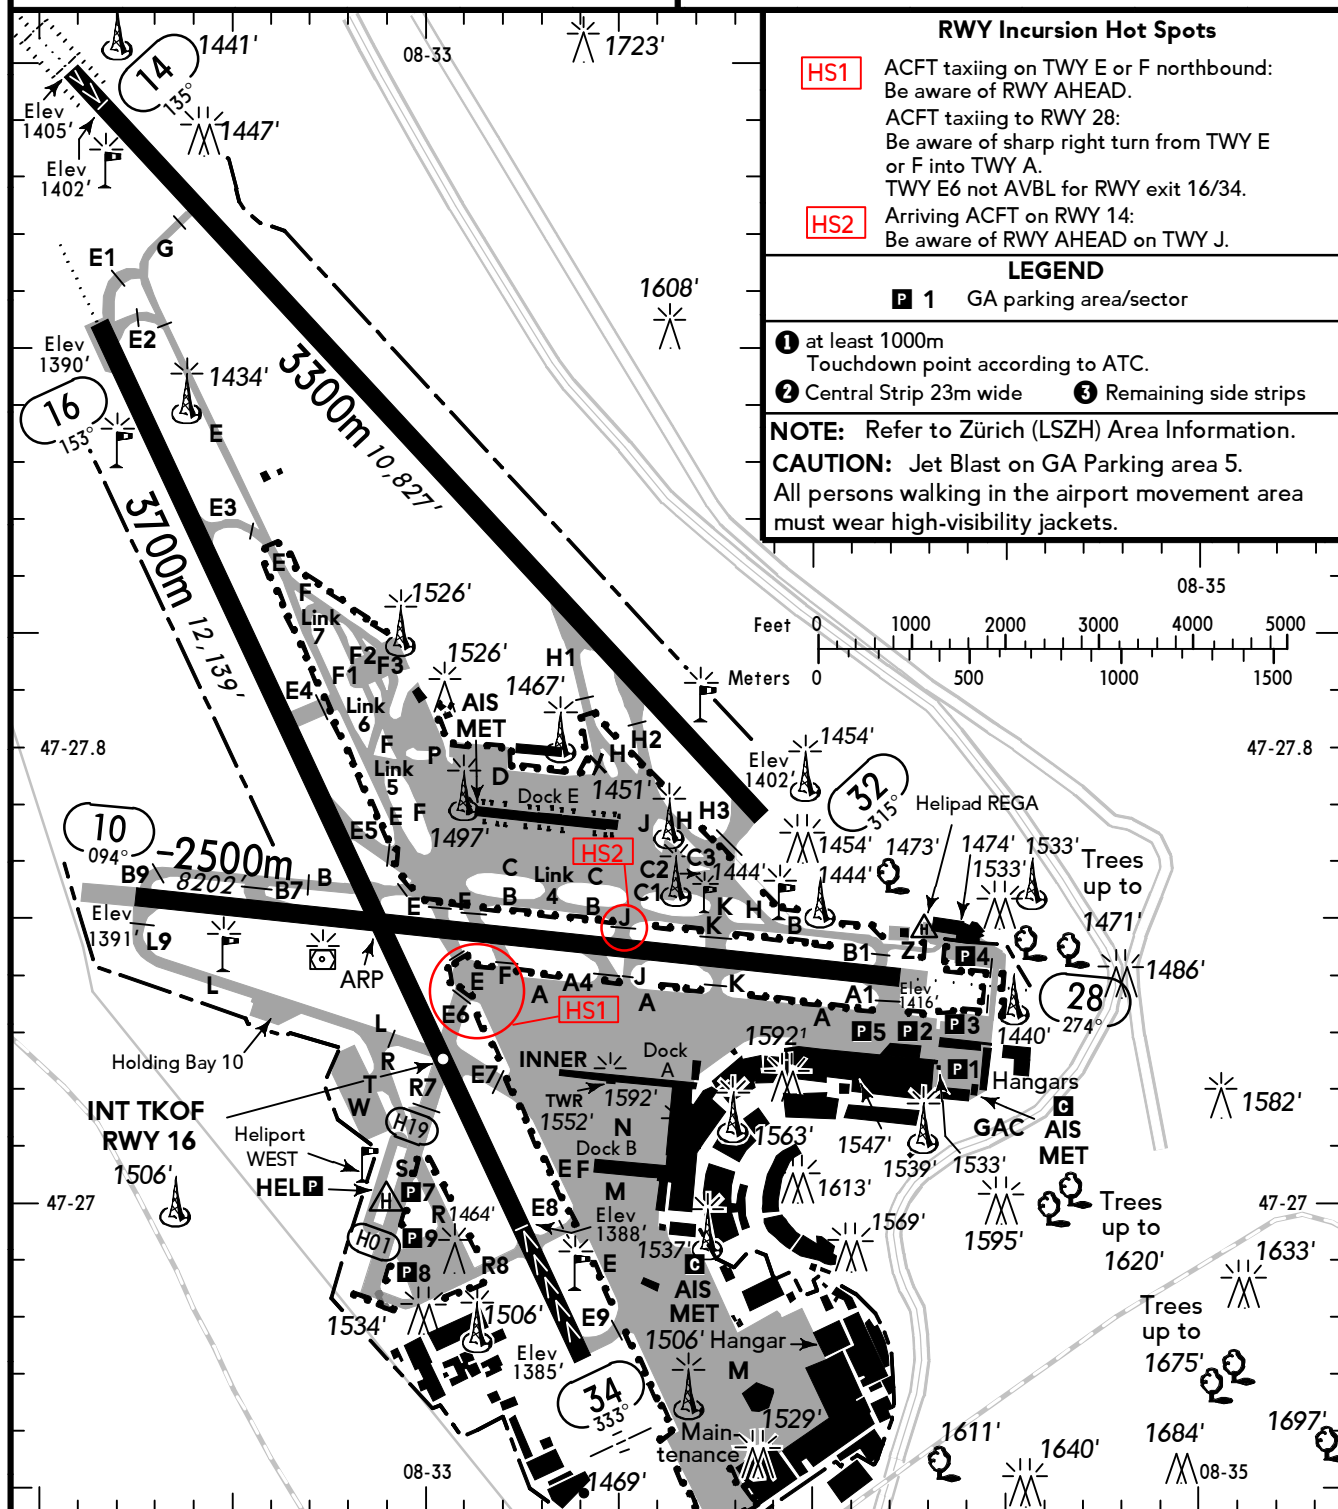 RWY Incursion Hot Spots
HS1
ACFT taxiing on TWY E or F northbound:
Be aware of RWY AHEAD.
ACFT taxiing to RWY 28:
Be aware of sharp right turn from TWY E
or F into TWY A.
TWY E6 not AVBL for RWY exit 16/34.
HS2
Arriving ACFT on RWY 14:
Be aware of RWY AHEAD on TWY J.
LEGEND
P 1 GA parking area/sector
1 at least 1000m
Touchdown point according to ATC.
2 Central Strip 23m wide
3 Remaining side strips
NOTE: Refer to Zürich (LSZH) Area Information.
CAUTION: Jet Blast on GA Parking area 5.
All persons walking in the airport movement area
must wear high-visibility jackets.
1441'
14
135°
08-33
1723'
Elev
1405'
Elev
1402'
1447'
G
E1
E2
1608'
Elev
1390'
16
153°
1434'
E
3300m 10,827'
E3
3700m 12,139'
08-35
E
F
Link
7
1526'
Feet 0 1000 2000 3000 4000 5000
Meters 0 500 1000 1500
F2
F3
F1
1526'
H1
1467'
E4
Link
6
AIS
MET
H2
H
47-27.8
F
P
Link
5
D
X
1451'
Elev
1402'
1454'
47-27.8
32
315°
Dock E
Helipad REGA
E
F
1497'
J
H
H3
10
094°
2500m
8202'
E5
HS2
C3
C2
C1
1444'
1444'
1454'
1473'
1474'
1533'
1533'
Trees
up to
1471'
B9
B7
B
C
Link
4
C
B
B
J
K
K
H
B
E
F
Elev
1391'
L9
L
ARP
B1
Z
H
P 4
1486'
E
F
A4
A
J
A
K
A1
A
Elev
1416'
28
274°
E6
HS1
P 5
P 2
P 3
P 1
1440'
Holding Bay 10
L
R
T
W
R7
H19
E7
INNER
Dock
A
1592'
TWR
1552'
1592'
N
Hangars
1582'
INT TKOF
RWY 16
1506'
Heliport
WEST
HEL P
H
S
P 7
Dock B
E F
M
1563'
1547'
1539'
1533'
GAC
C
AIS
MET
47-27
H01
R
1464'
P 9
P 8
E8
Elev
1388'
1613'
1569'
1595'
Trees
up to
1620'
47-27
R8
E
1537'
C
AIS
MET
1633'
1534'
1506'
E9
1506'
Hangar
Trees
up to
1675'
Elev
1385'
34
333°
M
1529'
Main-
tenance
1611'
1640'
1684'
1697'
08-33
1469'
08-35